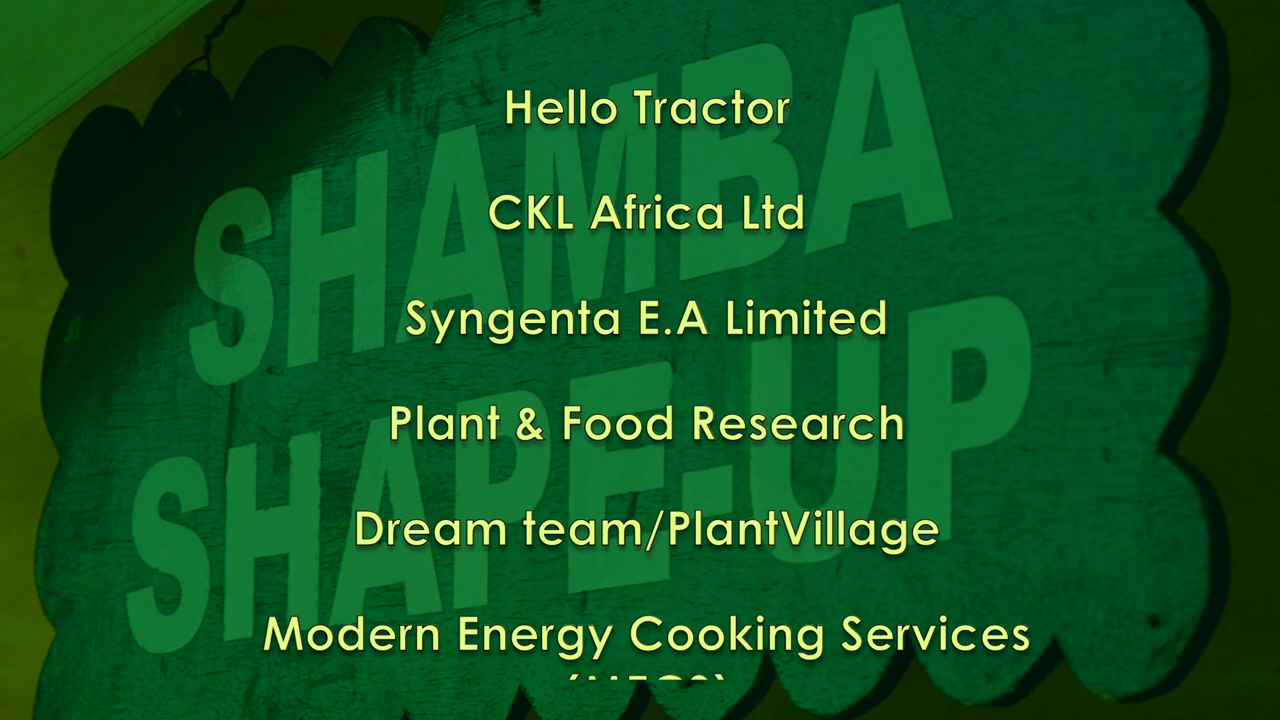 SHAMBA
SHAPE-UP
Hello Tractor
CKL Africa Ltd
Syngenta E.A Limited
Plant & Food Research
Dream team/PlantVillage
Modern Energy Cooking Services